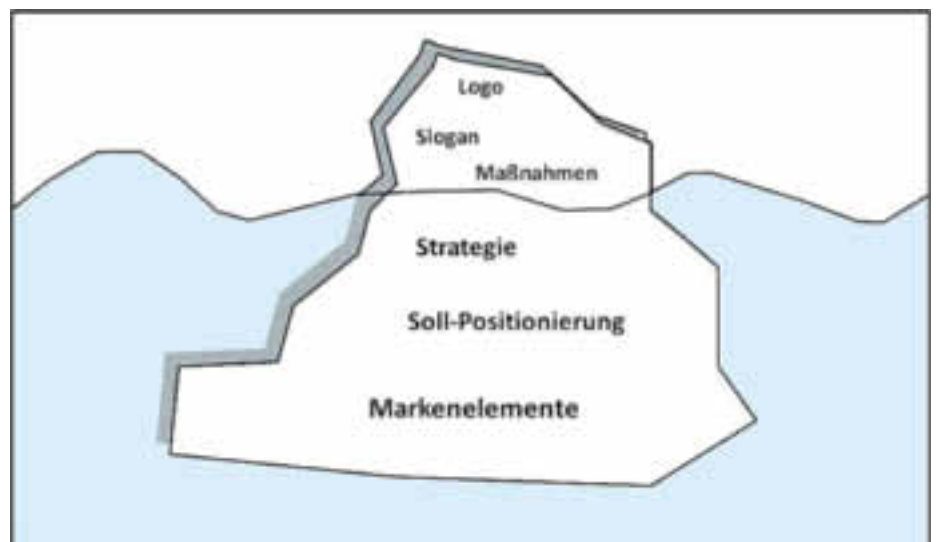 Logo
Slogan
Maßnahmen
Strategie
Soll-Positionierung
Markenelemente